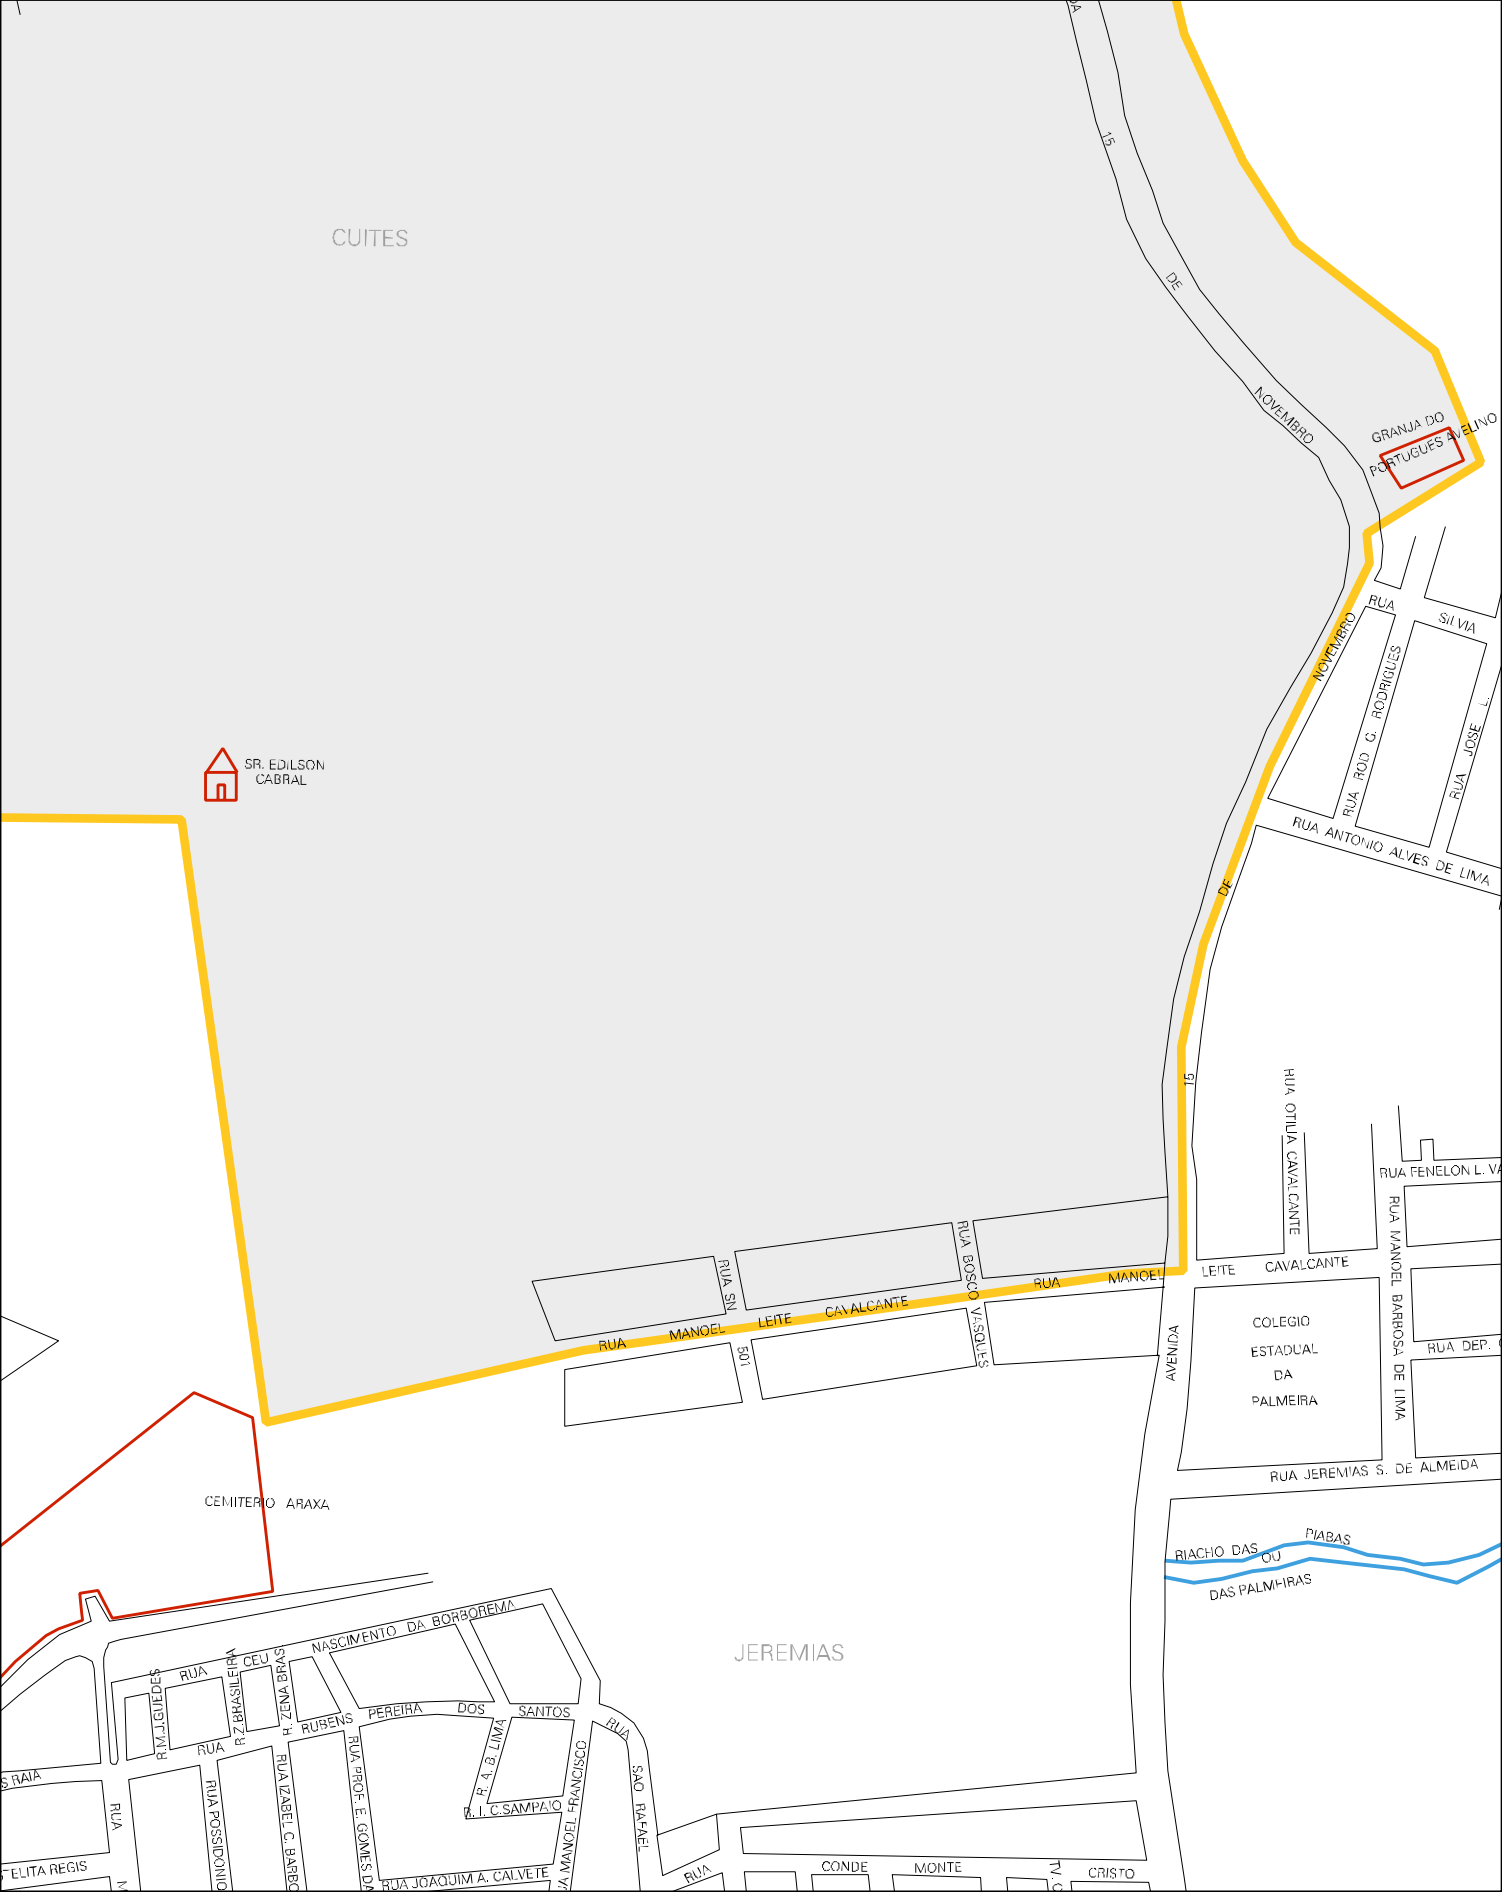 15
DE
NOVEMBRO
CUITES
GRANJA DO
PORTUGUES AVELINO
RUA SILVIA
NOVEMBRO
RUA ROD G. RODRIGUES
RUA JOSE L.
SR. EDILSON
CABRAL
RUA ANTONIO ALVES DE LIMA
DE
15
RUA OTILIA CAVALCANTE
RUA FENELON L.
RUA MANOEL BARBOSA DE LIMA
RUA SN
RUA BOSCO VASQUES
RUA MANOEL LEITE CAVALCANTE
RUA MANOEL LEITE CAVALCANTE
501
AVENIDA
COLEGIO
ESTADUAL
DA
PALMEIRA
RUA DEP.
RUA JEREMIAS S. DE ALMEIDA
CEMITERIO ARAXA
RIACHO DAS PIABAS
OU
DAS PALMEIRAS
JEREMIAS
RUA CEU NASCIMENTO DA BORBOREMA
R.M.J.GUEDES
R.Z.BRASILEIRA
R. ZENA BRAS
RUA RUBENS PEREIRA DOS SANTOS
RUA SAO RAFAEL
R. A. B. LIMA
R. I. C.SAMPAIO
MANOEL FRANCISCO
S RAIA
RUA
RUA POSSIDONIO
RUA IZABEL C. BARBO
RUA PROF. E. GOMES DA
RUA JOAQUIM A. CALVETE
TELITA REGIS
RUA CONDE MONTE CRISTO
TV. C